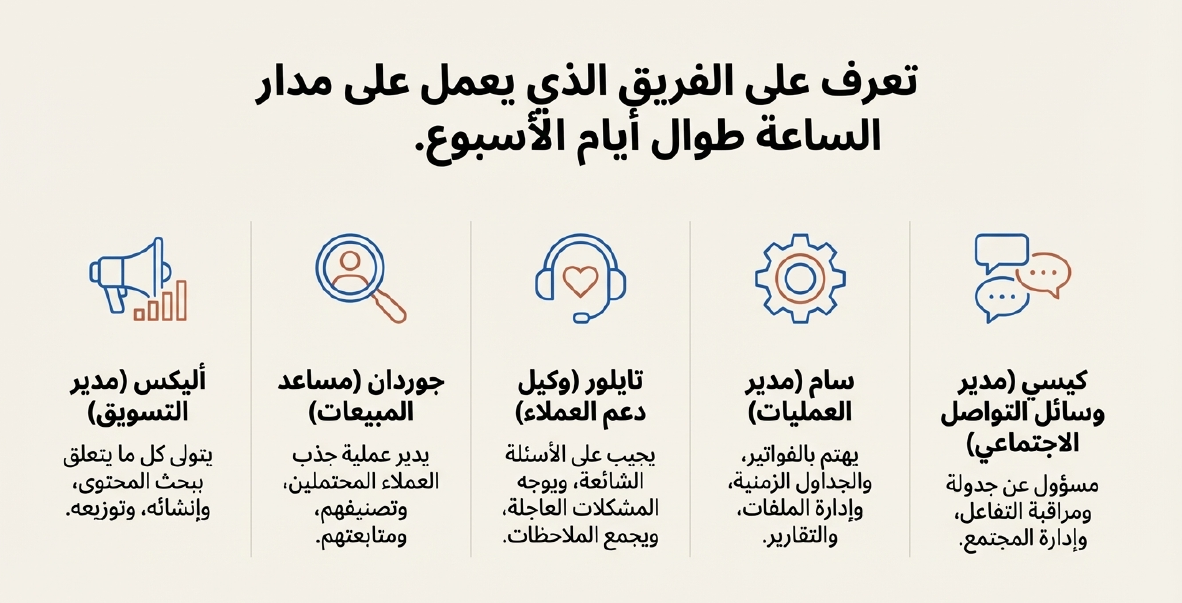 تعرف على الفريق الذي يعمل على مدار
الساعة طوال أيام الأسبوع.
كيسي (مدير
وسائل التواصل
الاجتماعي)
مسؤول عن جدولة
ومراقبة التفاعل،
وإدارة المجتمع.
سام (مدير
العمليات)
يهتم بالفواتير،
والجداول الزمنية،
وإدارة الملفات،
والتقارير.
تايلور (وكيل
دعم العملاء)
يجيب على الأسئلة
الشائعة، ويوجه
المشكلات العاجلة،
ويجمع الملاحظات.
جوردان (مساعد
المبيعات)
يدير عملية جذب
العملاء المحتملين،
وتصنيفهم،
ومتابعتهم.
أليكس (مدير
التسويق)
يتولى كل ما يتعلق
ببحث المحتوى،
وإنشائه، وتوزيعه.